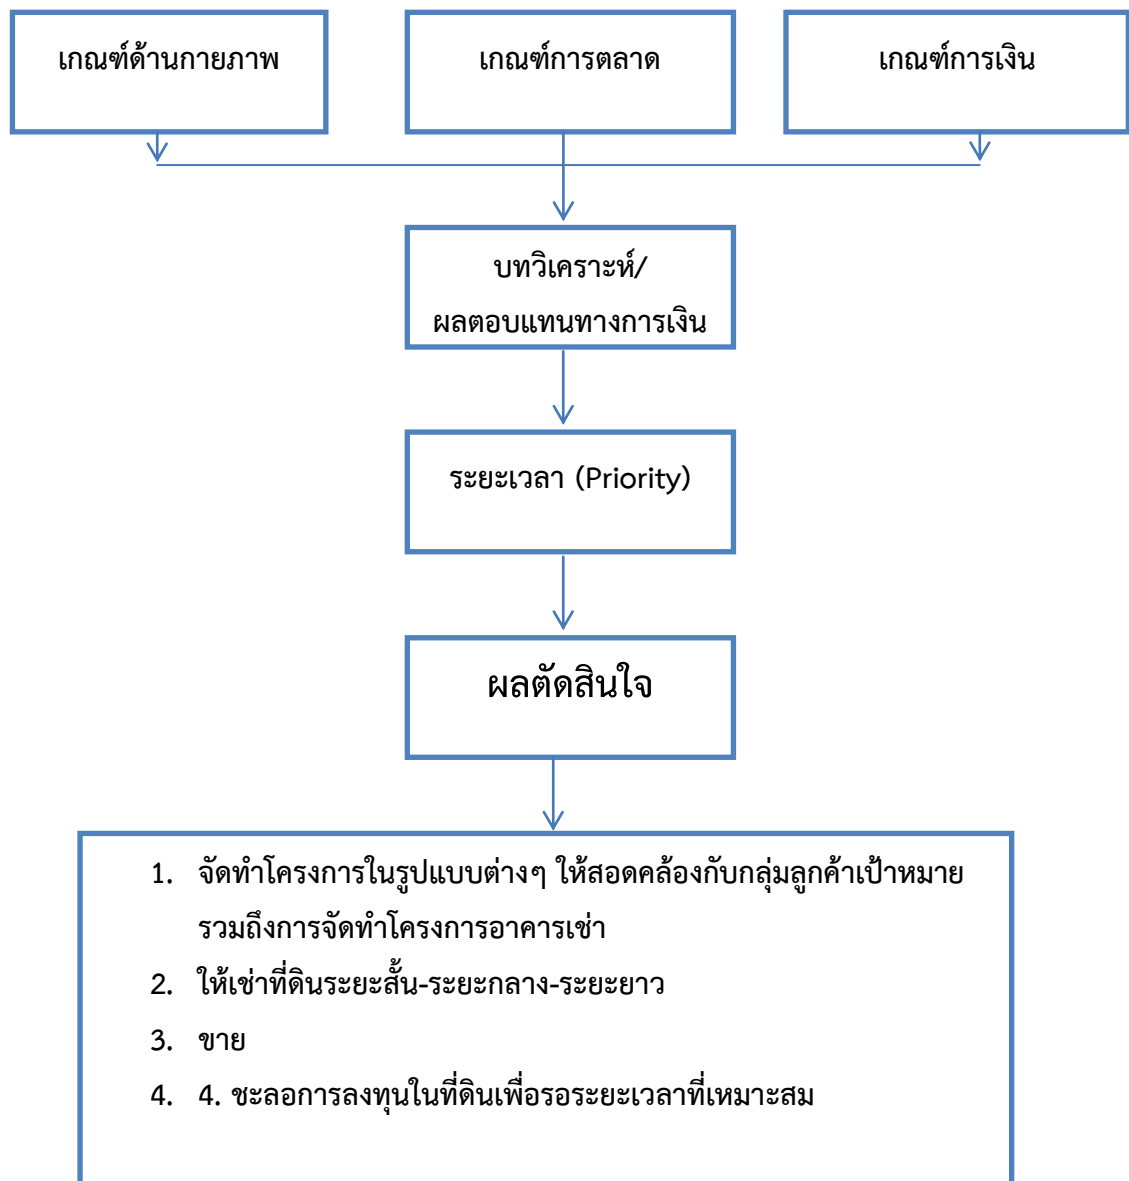 เกณฑ์ด้านกายภาพ
เกณฑ์การตลาด
เกณฑ์การเงิน
บทวิเคราะห์/
ผลตอบแทนทางการเงิน
ระยะเวลา (Priority)
ผลตัดสินใจ
1. จัดทำโครงการในรูปแบบต่างๆ ให้สอดคล้องกับกลุ่มลูกค้าเป้าหมาย
รวมถึงการจัดทำโครงการอาคารเช่า
2. ให้เช่าที่ดินระยะสั้น-ระยะกลาง-ระยะยาว
3. ขาย
4. 4. ชะลอการลงทุนในที่ดินเพื่อรอระยะเวลาที่เหมาะสม